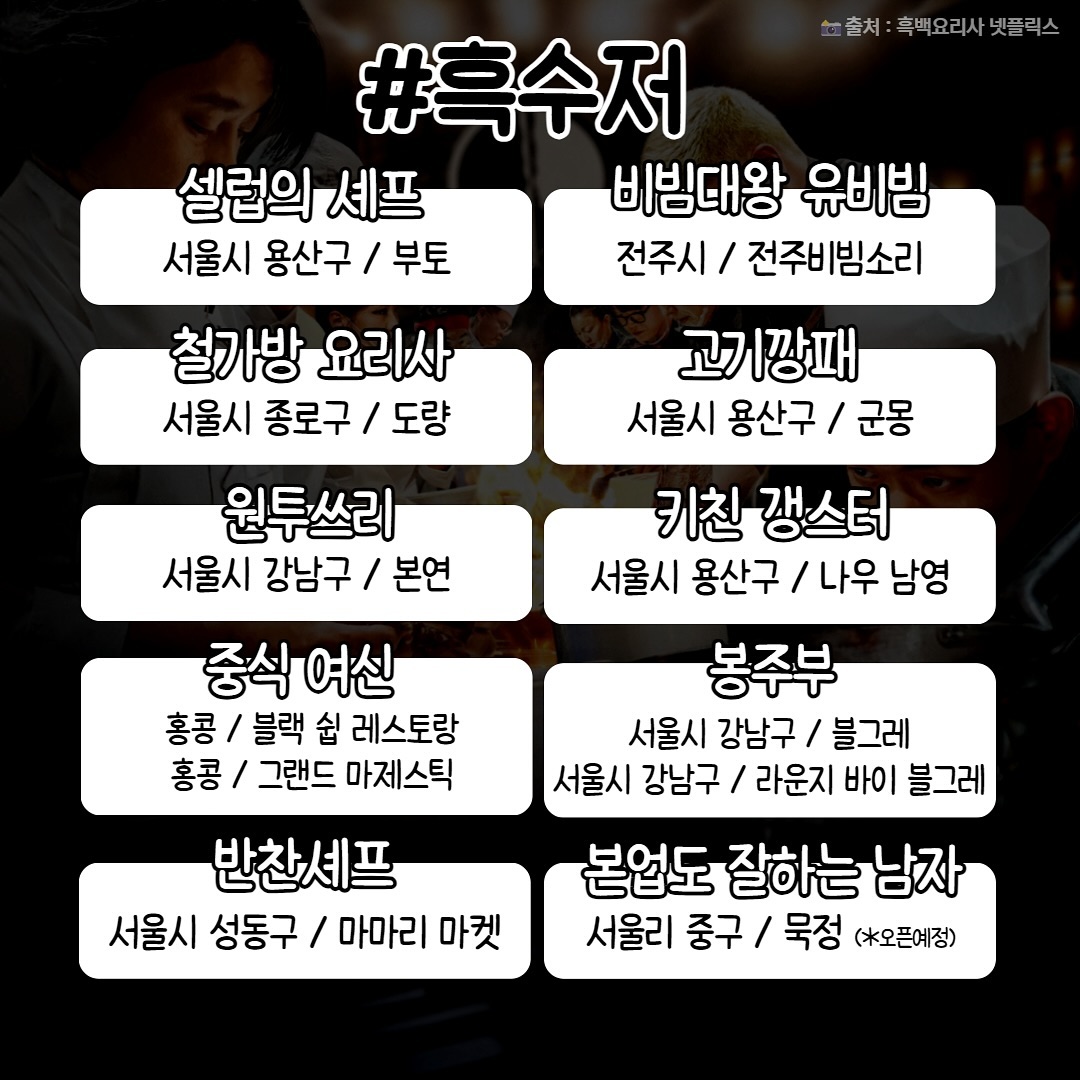 출처 : 흑백요리사 넷플릭스
#흑수저
셀럽의 셰프
서울시 용산구 / 부토
비빔대왕 유비빔
전주시 / 전주비빔소리
철가방 요리사
서울시 종로구 / 도량
고기깡패
서울시 용산구 / 군몽
원투쓰리
서울시 강남구 / 본연
키친 갱스터
서울시 용산구 / 나우 남영
중식 여신
홍콩 / 블랙 쉽 레스토랑
홍콩 / 그랜드 마제스틱
봉주부
서울시 강남구 / 블그레
서울시 강남구 / 라운지 바이 블그레
반찬셰프
서울시 성동구 / 마마리 마켓
본업도 잘하는 남자
서울리 중구 / 묵정 (*오픈예정)